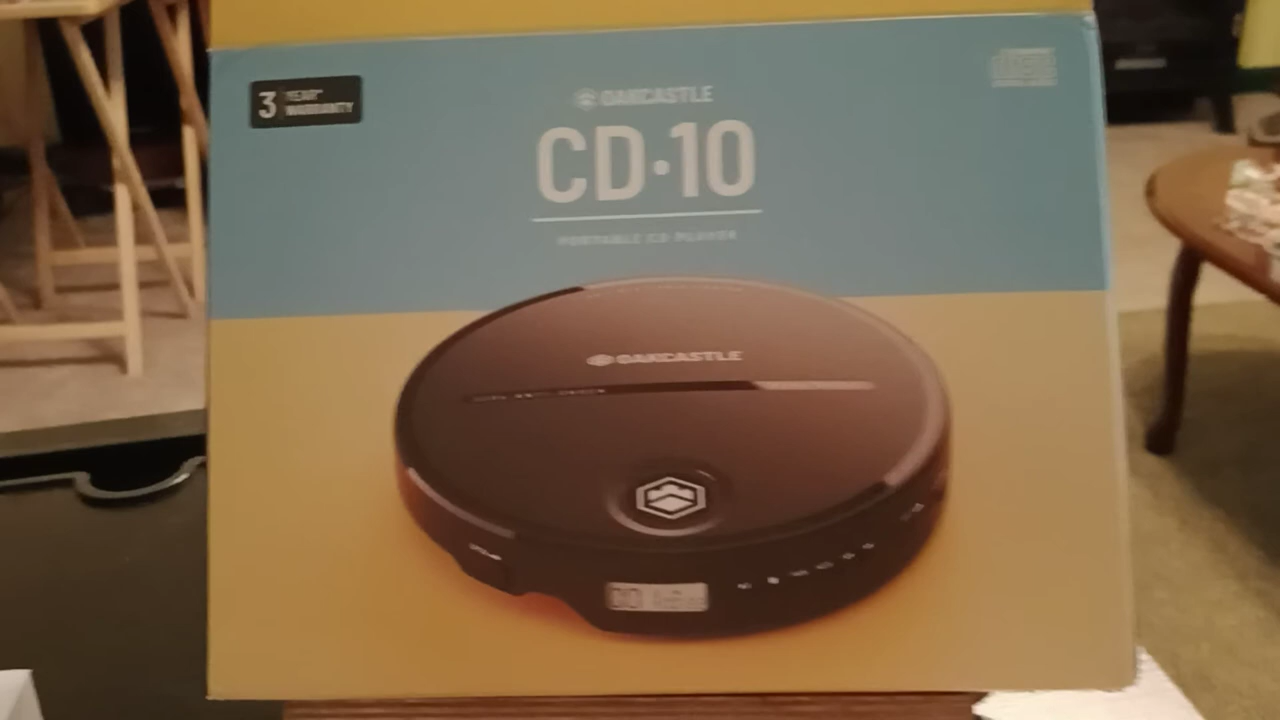 3 YEAR*
WARRANTY
OAKCASTLE
CD·10
PORTABLE CD PLAYER
OAKCASTLE